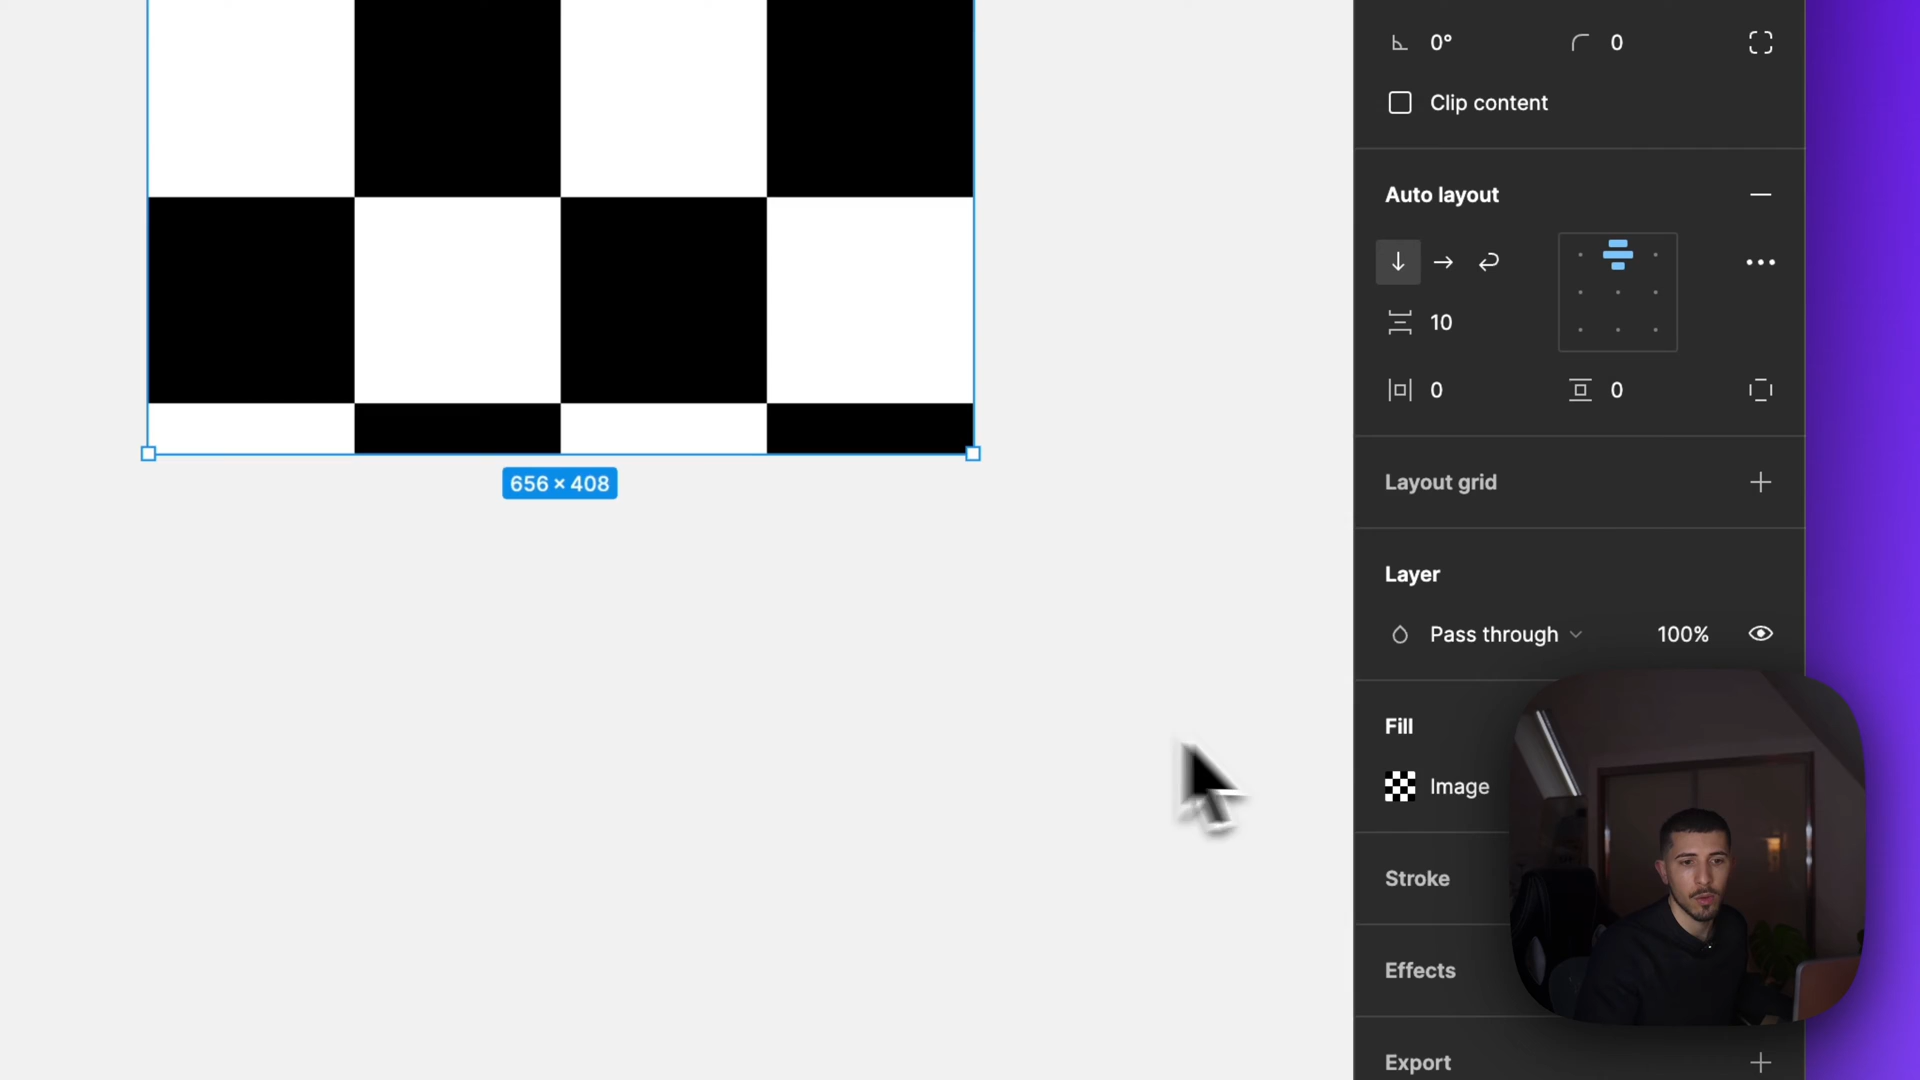 0° 0
Clip content
Auto layout
10
0 0
656 × 408
Layout grid
Layer
Pass through 100%
Fill
Image
Stroke
Effects
Export